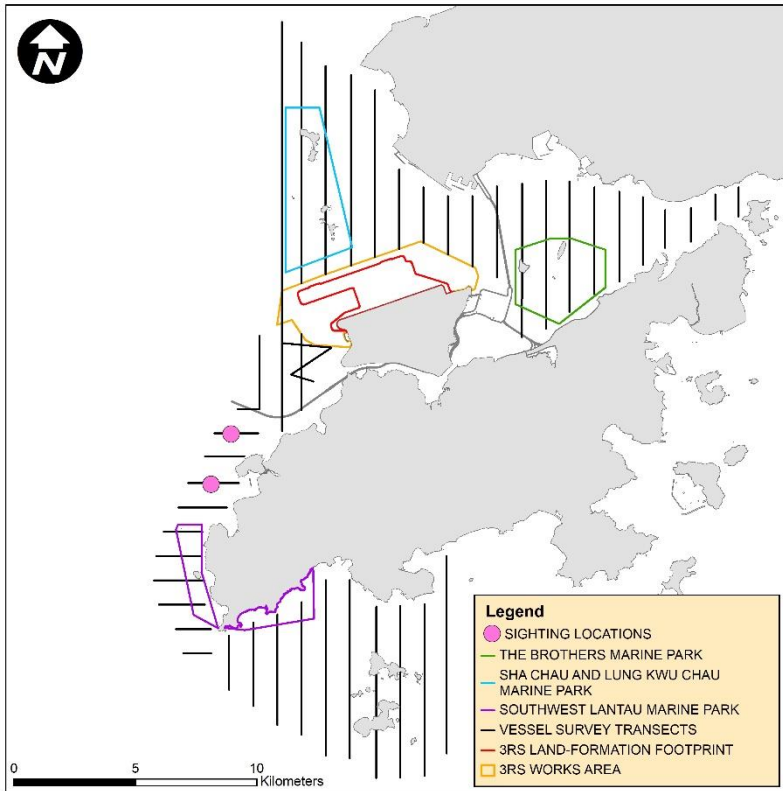 N
Legend
SIGHTING LOCATIONS
THE BROTHERS MARINE PARK
SHA CHAU AND LUNG KWU CHAU
MARINE PARK
SOUTHWEST LANTAU MARINE PARK
VESSEL SURVEY TRANSECTS
3RS LAND-FORMATION FOOTPRINT
3RS WORKS AREA
0 5 10
Kilometers